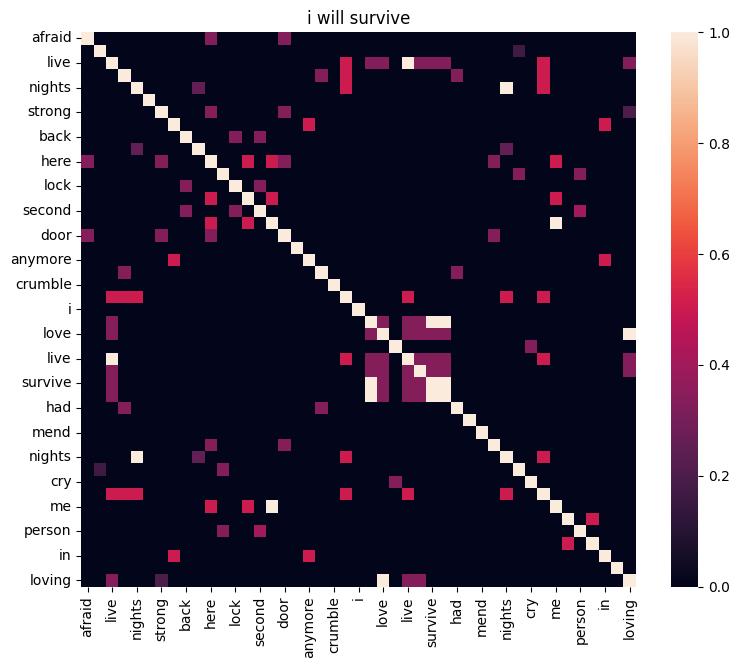 i will survive
afraid
live
nights
strong
back
here
lock
second
door
anymore
crumble
i
love
live
survive
had
mend
nights
cry
me
person
in
loving
afraid
live
nights
strong
back
here
lock
second
door
anymore
crumble
i
love
live
survive
had
mend
nights
cry
me
person
in
loving
1.0
0.8
0.6
0.4
0.2
0.0